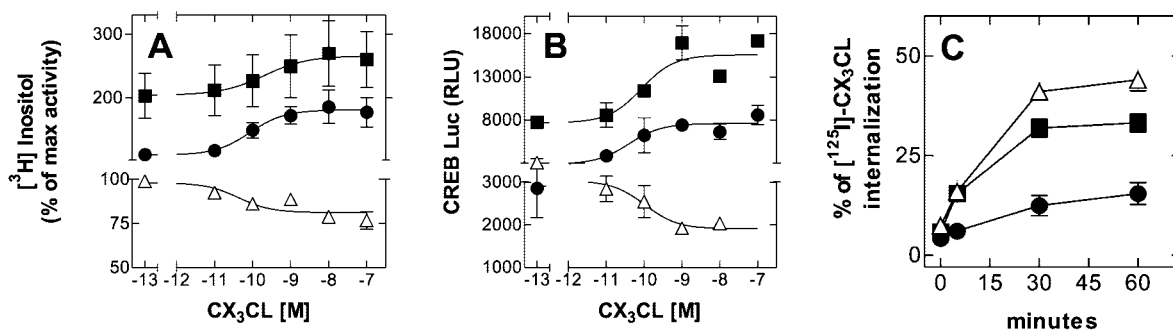 A
[³H] Inositol
(% of max activity)
300
200
100
75
50
-13 -12 -11 -10 -9 -8 -7
CX₃CL [M]
B
CREB Luc (RLU)
18000
13000
8000
3000
2000
1000
-13 -12 -11 -10 -9 -8 -7
CX₃CL [M]
C
% of [¹²⁵I]-CX₃CL
internalization
50
25
0
0 15 30 45 60
minutes